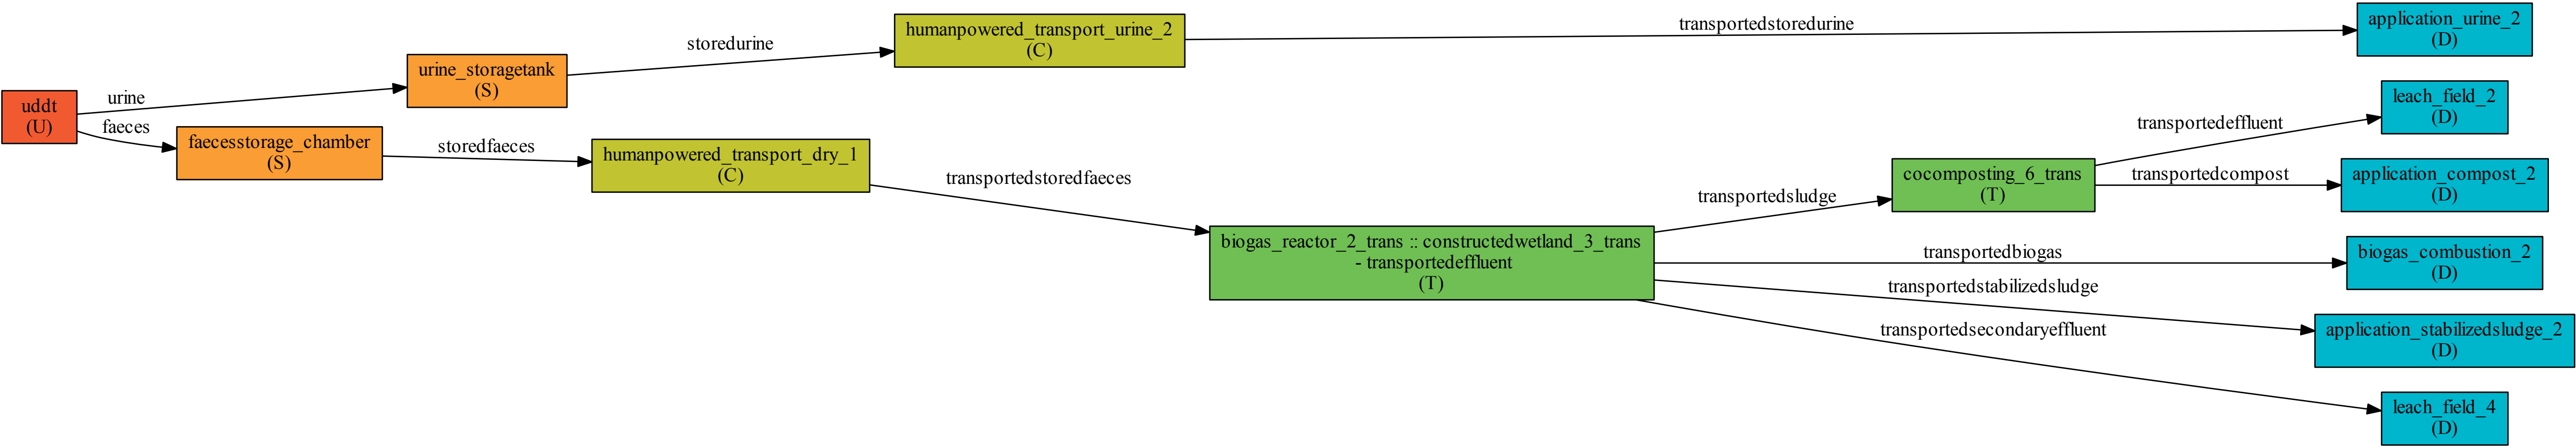 uddt
(U)
urine
faeces
urine_storagetank
(S)
faecesstorage_chamber
(S)
storedurine
storedfaeces
humanpowered_transport_urine_2
(C)
humanpowered_transport_dry_1
(C)
transportedstoredurine
transportedstoredfaeces
biogas_reactor_2_trans :: constructedwetland_3_trans
- transportedeffluent
(T)
transportedsludge
transportedbiogas
transportedstabilizedsludge
transportedsecondaryeffluent
cocomposting_6_trans
(T)
transportedeffluent
transportedcompost
application_urine_2
(D)
leach_field_2
(D)
application_compost_2
(D)
biogas_combustion_2
(D)
application_stabilizedsludge_2
(D)
leach_field_4
(D)